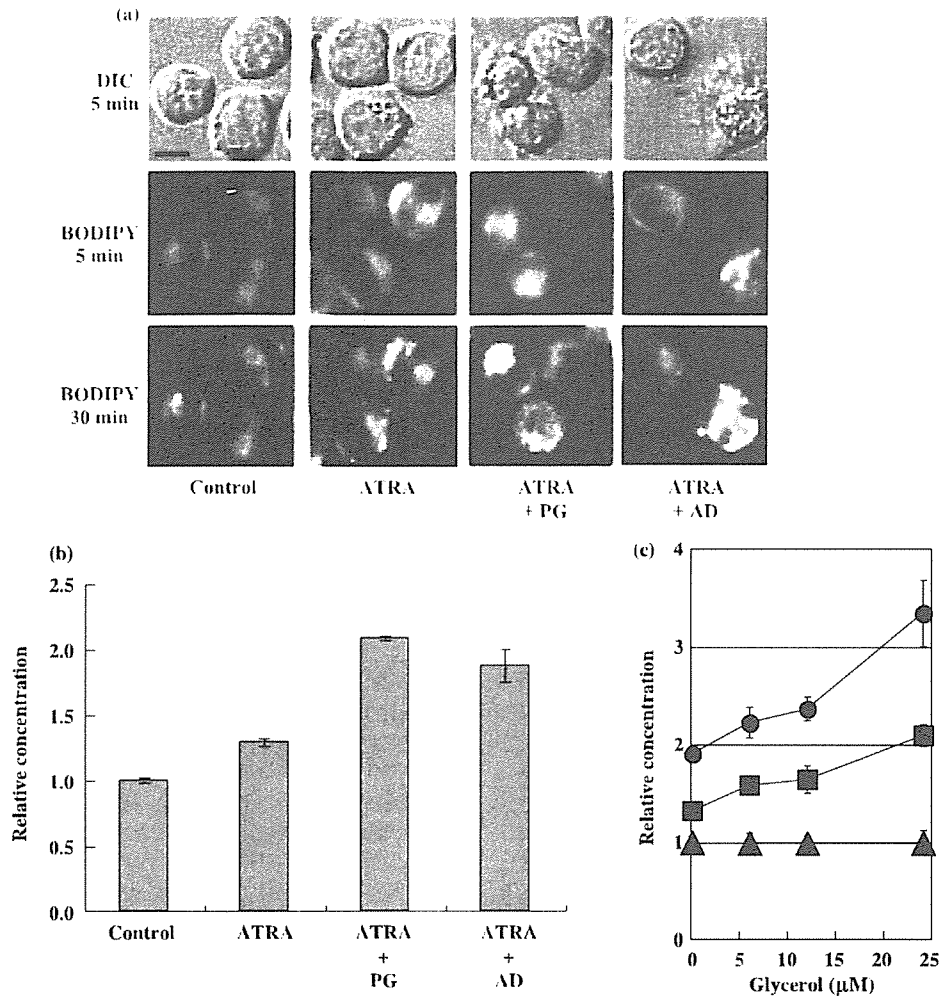 (a)
DIC
5 min
BODIPY
5 min
BODIPY
30 min
Control
ATRA
ATRA
+ PG
ATRA
+ AD
(b)
2.5
2.0
1.5
1.0
0.5
0.0
Relative concentration
Control
ATRA
ATRA
+
PG
ATRA
+
AD
(c)
4
3
2
1
0
Relative concentration
0 5 10 15 20 25
Glycerol (μM)